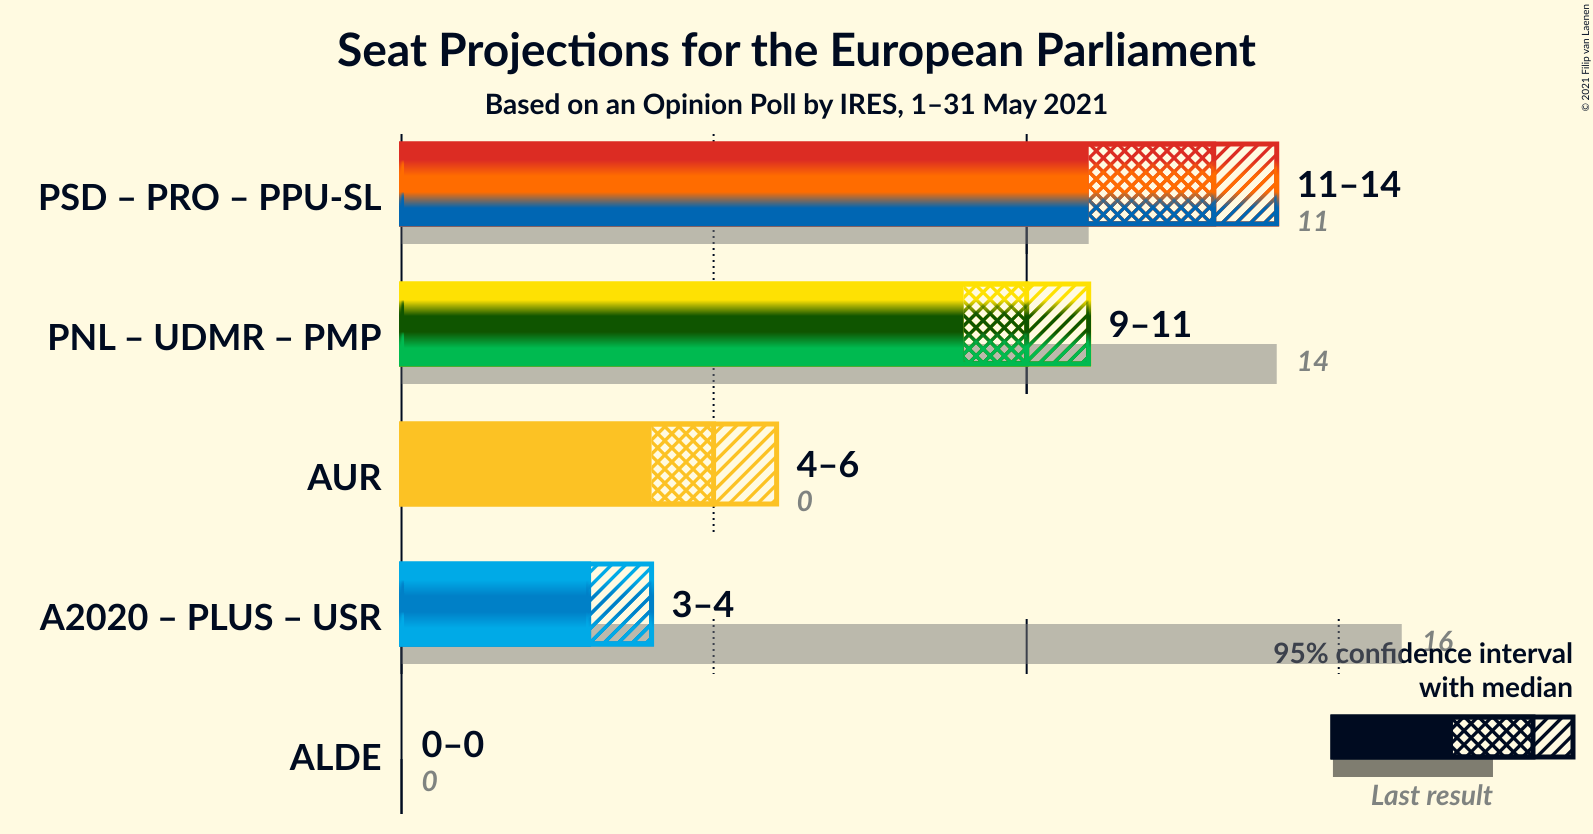 Seat Projections for the European Parliament
Based on an Opinion Poll by IRES, 1–31 May 2021
© 2021 Filip van Laenen
PSD – PRO – PPU-SL
11–14
11
PNL – UDMR – PMP
9–11
14
AUR
4–6
0
A2020 – PLUS – USR
3–4
16
ALDE
0–0
0
95% confidence interval
with median
Last result